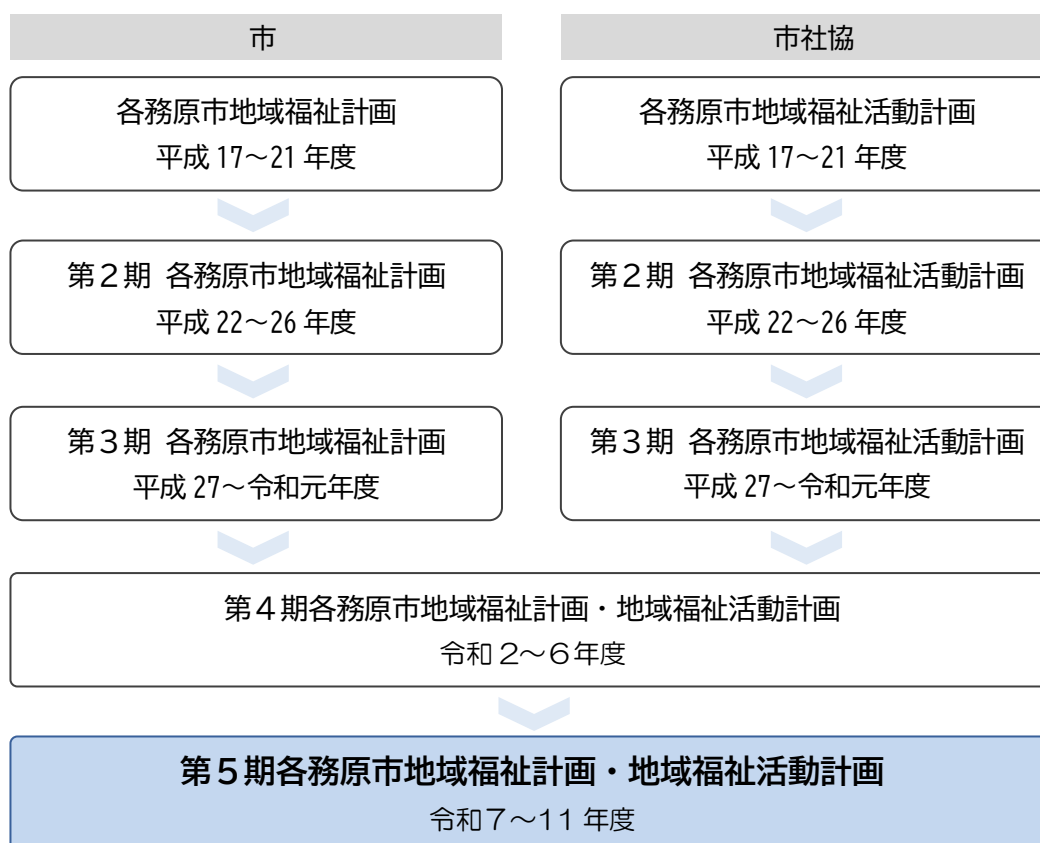 市
市社協
各務原市地域福祉計画
平成 17～21 年度
各務原市地域福祉活動計画
平成 17～21 年度
第２期 各務原市地域福祉計画
平成 22～26 年度
第２期 各務原市地域福祉活動計画
平成 22～26 年度
第３期 各務原市地域福祉計画
平成 27～令和元年度
第３期 各務原市地域福祉活動計画
平成 27～令和元年度
第４期各務原市地域福祉計画・地域福祉活動計画
令和２～６年度
第５期各務原市地域福祉計画・地域福祉活動計画
令和７～11 年度